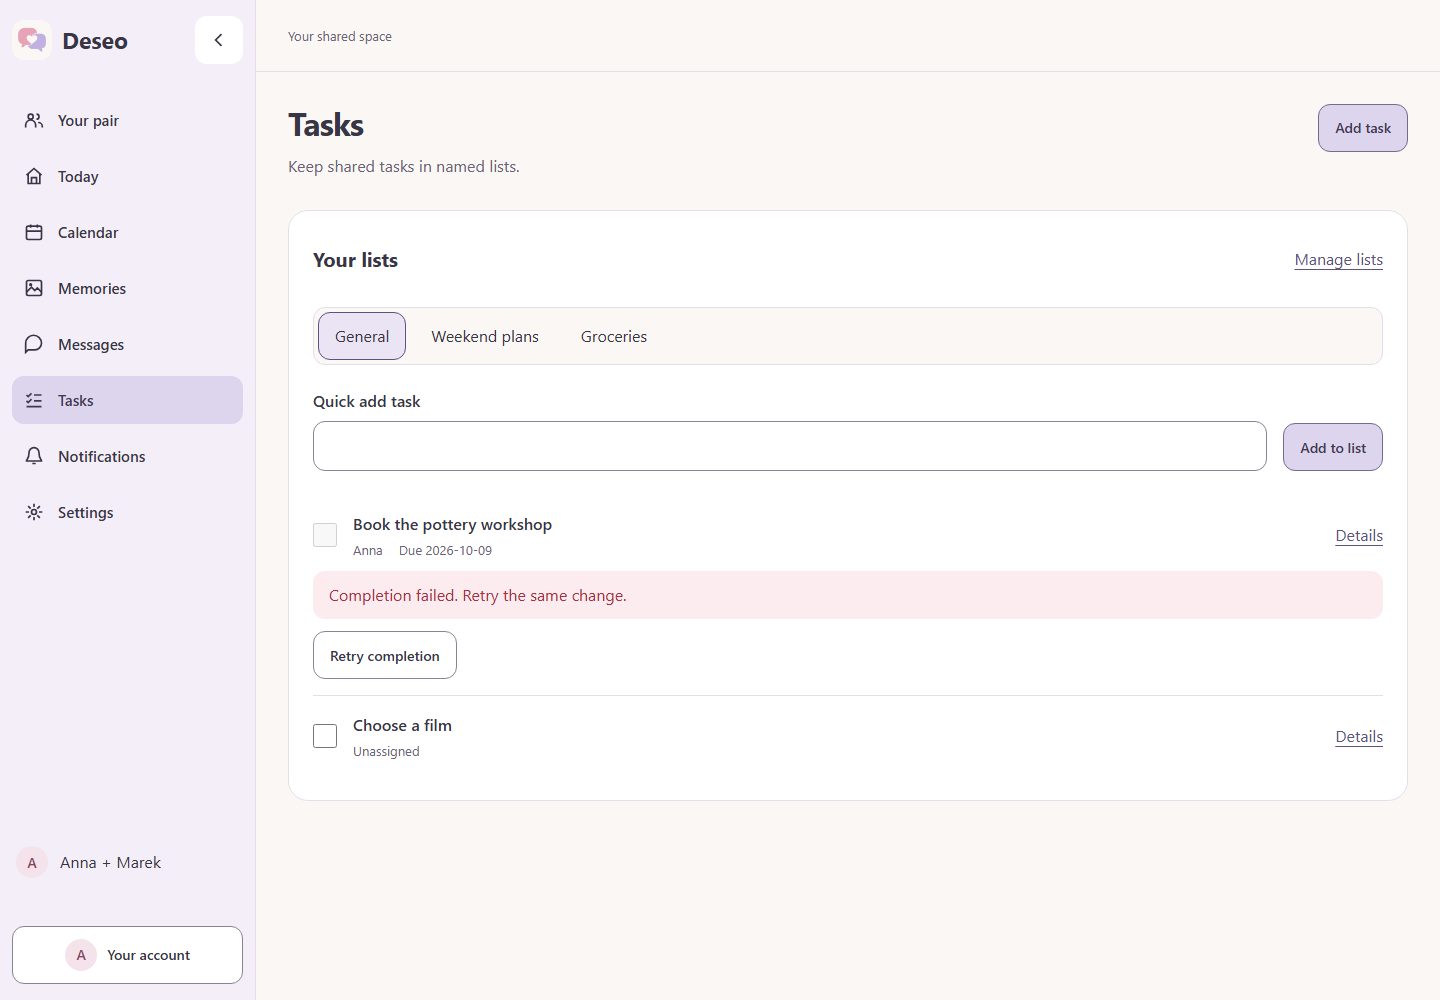 Deseo
Your pair
Today
Calendar
Memories
Messages
Tasks
Notifications
Settings
A Anna + Marek
A Your account
Your shared space
Tasks
Add task
Keep shared tasks in named lists.
Your lists
Manage lists
General Weekend plans Groceries
Quick add task
Add to list
Book the pottery workshop
Anna Due 2026-10-09
Details
Completion failed. Retry the same change.
Retry completion
Choose a film
Unassigned
Details